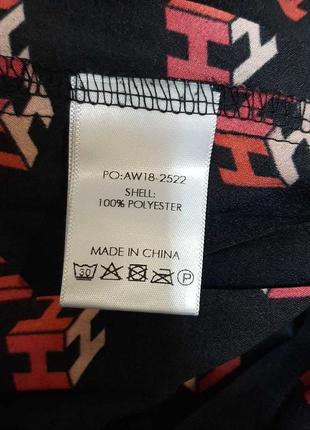 PO:AW18-2522
SHELL:
100% POLYESTER
MADE IN CHINA
30 P